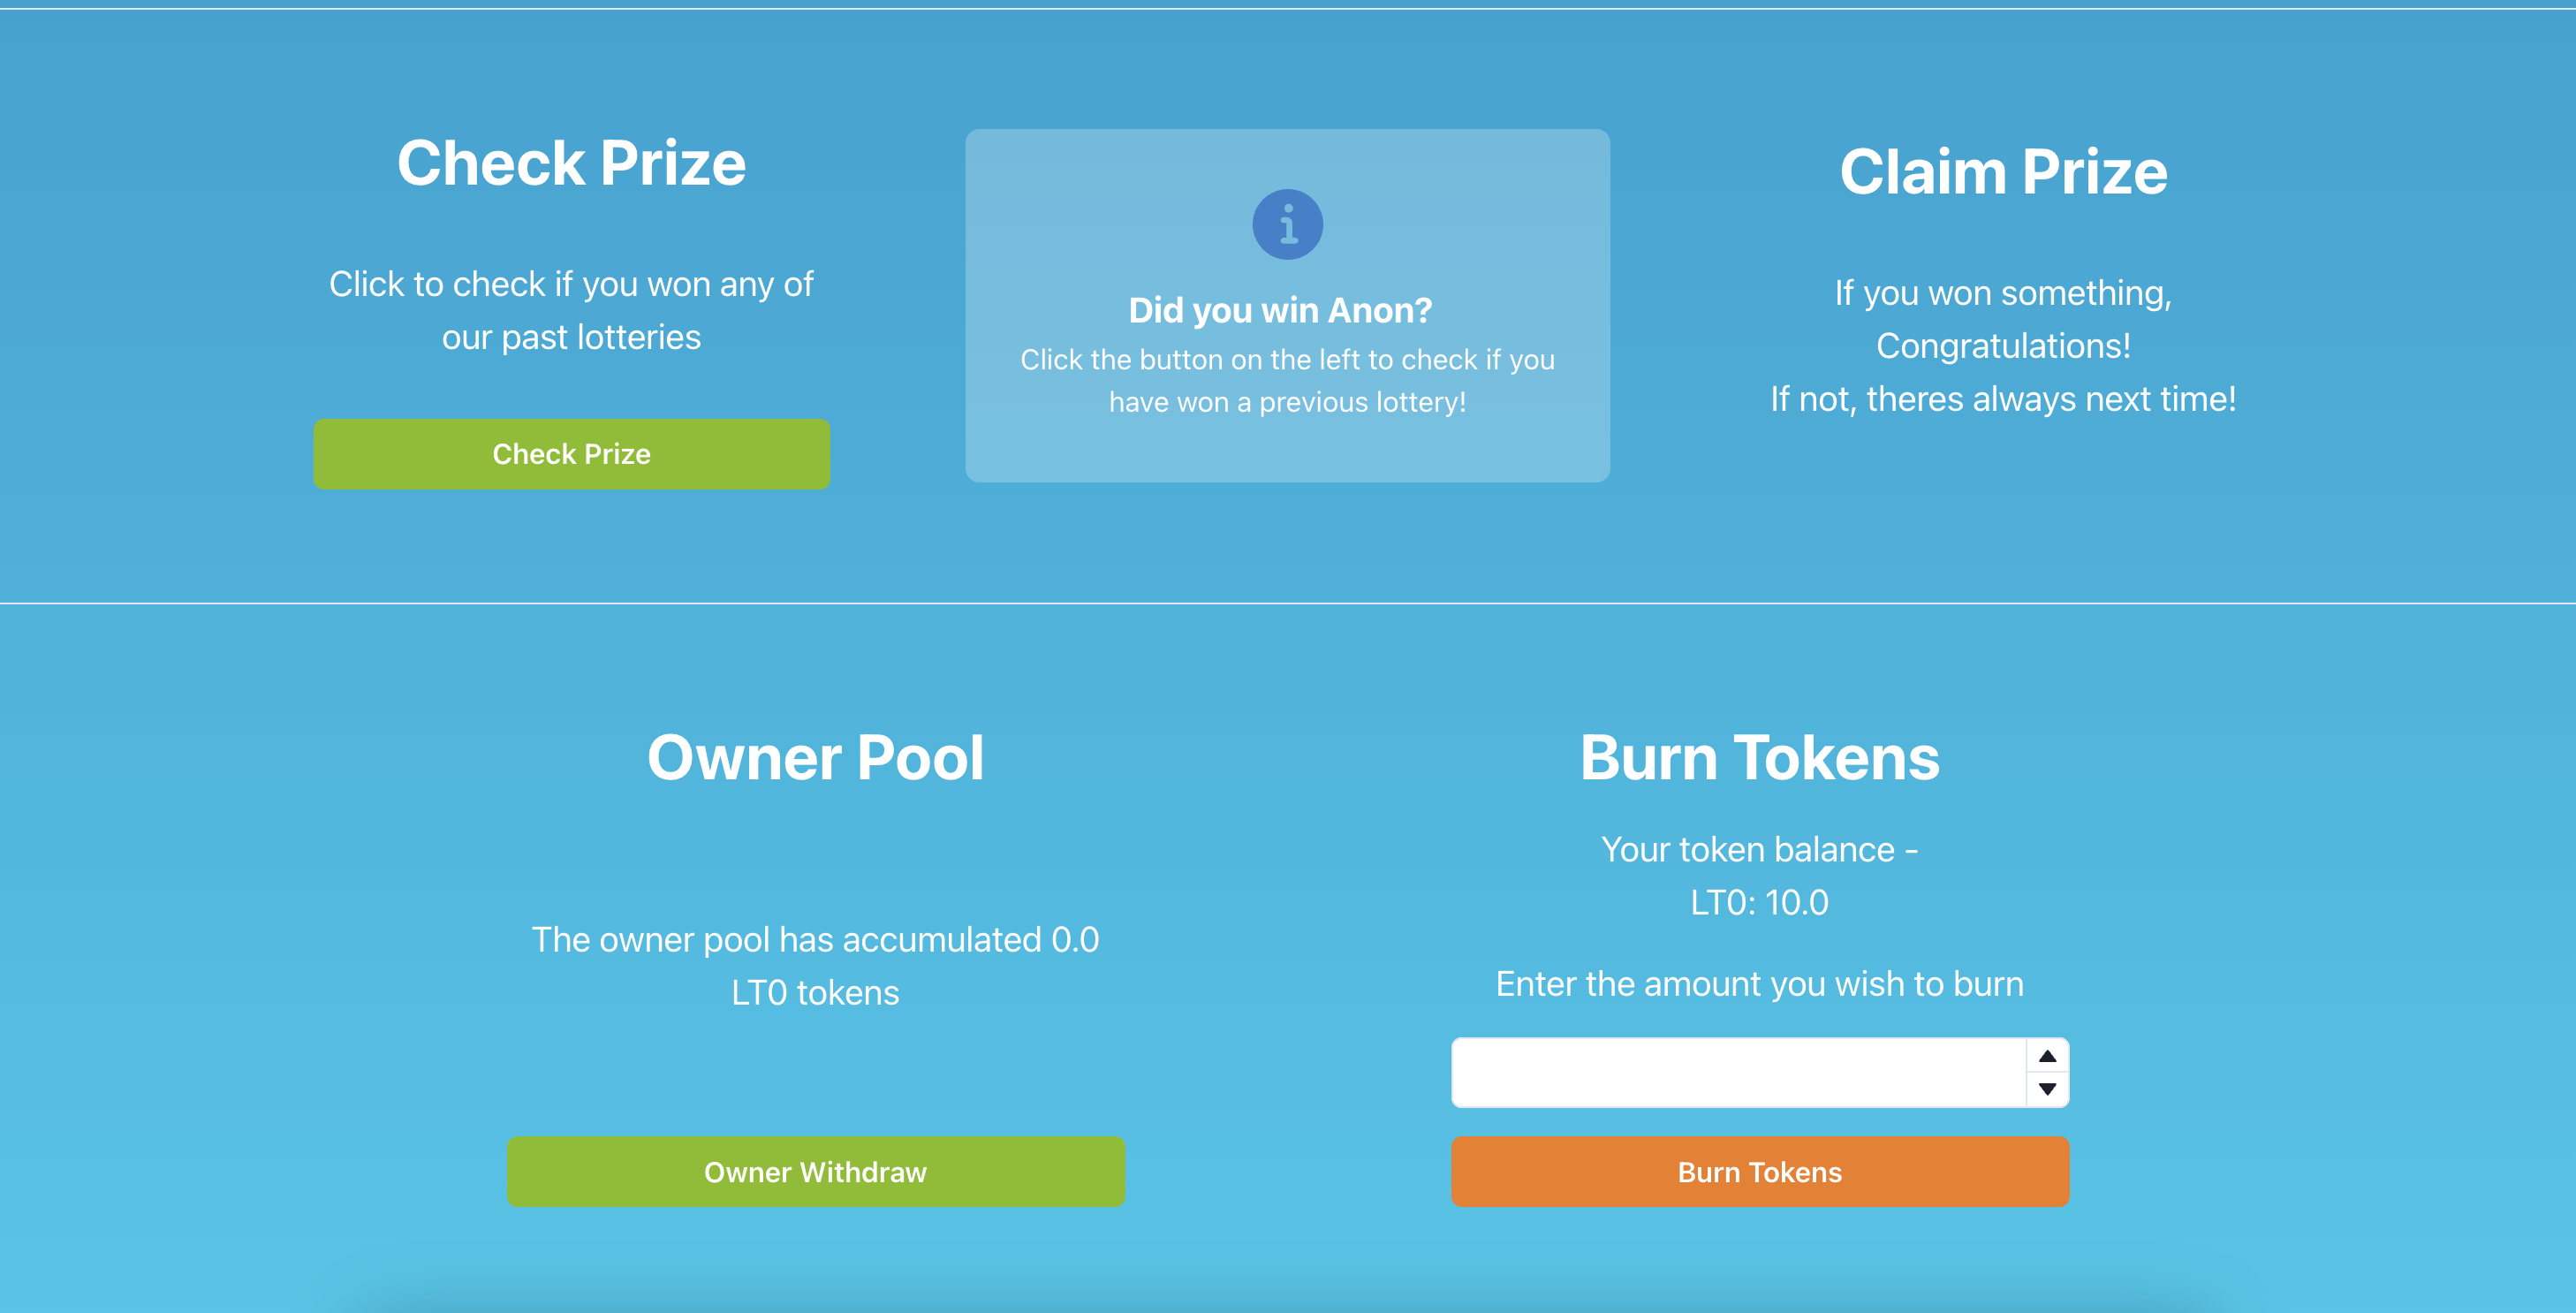 Check Prize
Click to check if you won any of
our past lotteries
Check Prize
Did you win Anon?
Click the button on the left to check if you
have won a previous lottery!
Claim Prize
If you won something,
Congratulations!
If not, theres always next time!
Owner Pool
The owner pool has accumulated 0.0
LT0 tokens
Owner Withdraw
Burn Tokens
Your token balance -
LT0: 10.0
Enter the amount you wish to burn
Burn Tokens